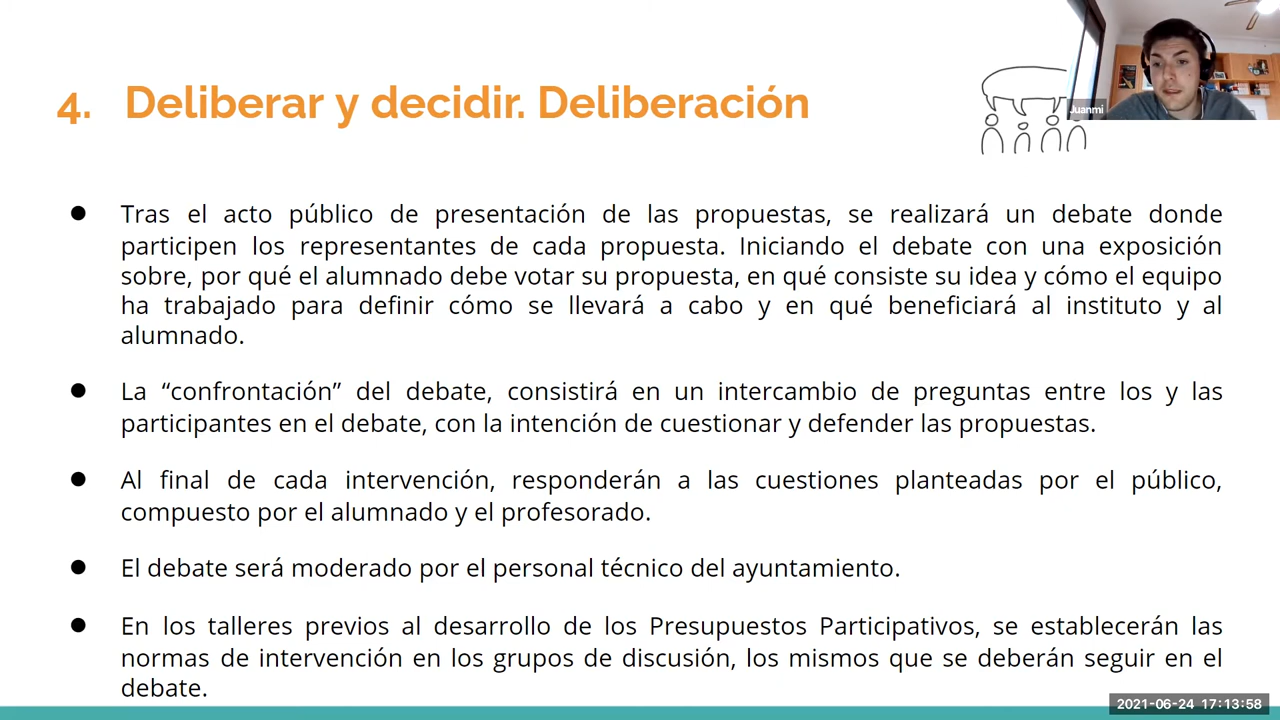 4. Deliberar y decidir. Deliberación
Juanmi
● Tras el acto público de presentación de las propuestas, se realizará un debate donde
participen los representantes de cada propuesta. Iniciando el debate con una exposición
sobre, por qué el alumnado debe votar su propuesta, en qué consiste su idea y cómo el equipo
ha trabajado para definir cómo se llevará a cabo y en qué beneficiará al instituto y al
alumnado.
● La “confrontación” del debate, consistirá en un intercambio de preguntas entre los y las
participantes en el debate, con la intención de cuestionar y defender las propuestas.
● Al final de cada intervención, responderán a las cuestiones planteadas por el público,
compuesto por el alumnado y el profesorado.
● El debate será moderado por el personal técnico del ayuntamiento.
● En los talleres previos al desarrollo de los Presupuestos Participativos, se establecerán las
normas de intervención en los grupos de discusión, los mismos que se deberán seguir en el
debate.
2021-06-24 17:13:58